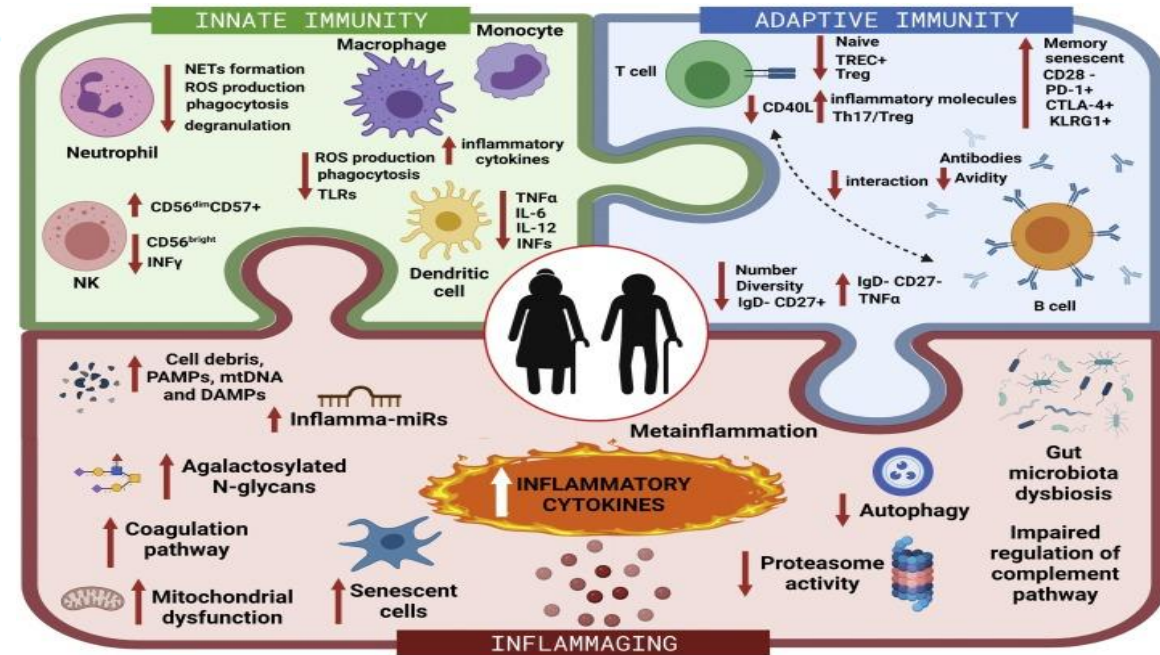 INNATE IMMUNITY
Macrophage
Monocyte
NETs formation
ROS production
phagocytosis
degranulation
Neutrophil
ROS production
phagocytosis
TLRs
inflammatory
cytokines
CD56dimCD57+
CD56bright
INFγ
NK
TNFα
IL-6
IL-12
INFs
Dendritic
cell
ADAPTIVE IMMUNITY
T cell
Naive
TREC+
Treg
CD40L
inflammatory molecules
Th17/Treg
Memory
senescent
CD28 -
PD-1+
CTLA-4+
KLRG1+
interaction
Antibodies
Avidity
Number
Diversity
IgD- CD27+
IgD- CD27-
TNFα
B cell
Cell debris,
PAMPs, mtDNA
and DAMPs
Inflamma-miRs
Agalactosylated
N-glycans
Coagulation
pathway
Mitochondrial
dysfunction
Senescent
cells
Metainflammation
INFLAMMATORY
CYTOKINES
Autophagy
Proteasome
activity
Gut
microbiota
dysbiosis
Impaired
regulation of
complement
pathway
INFLAMMAGING